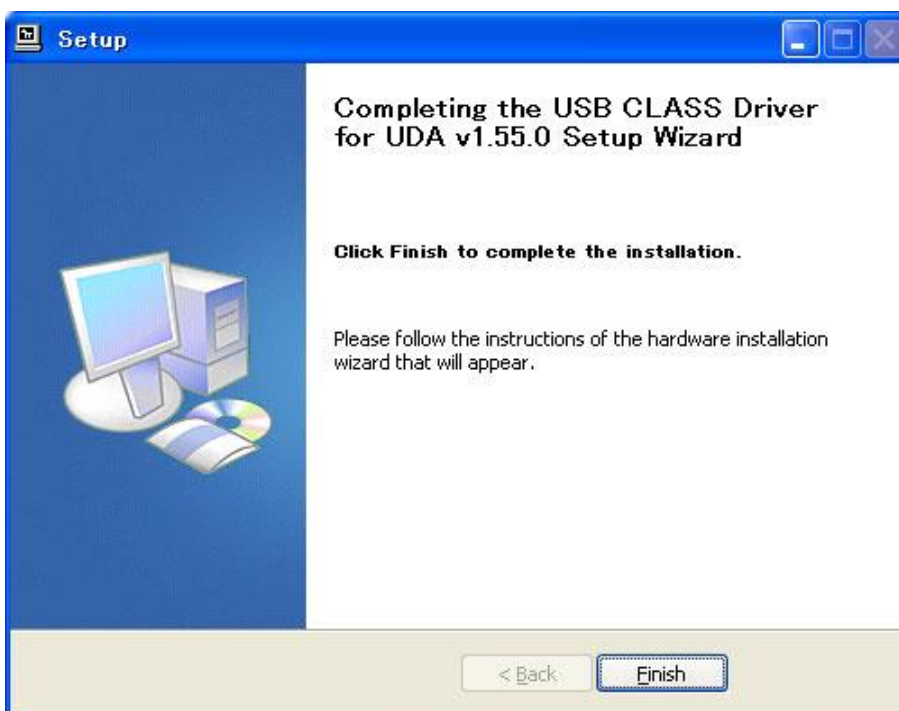 Setup
Completing the USB CLASS Driver
for UDA v1.55.0 Setup Wizard
Click Finish to complete the installation.
Please follow the instructions of the hardware installation
wizard that will appear.
< Back
Finish